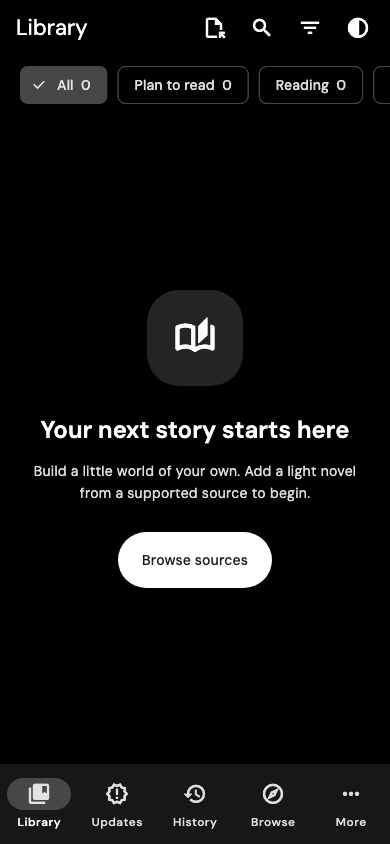 Library
All 0
Plan to read 0
Reading 0
Your next story starts here
Build a little world of your own. Add a light novel
from a supported source to begin.
Browse sources
Library
Updates
History
Browse
More